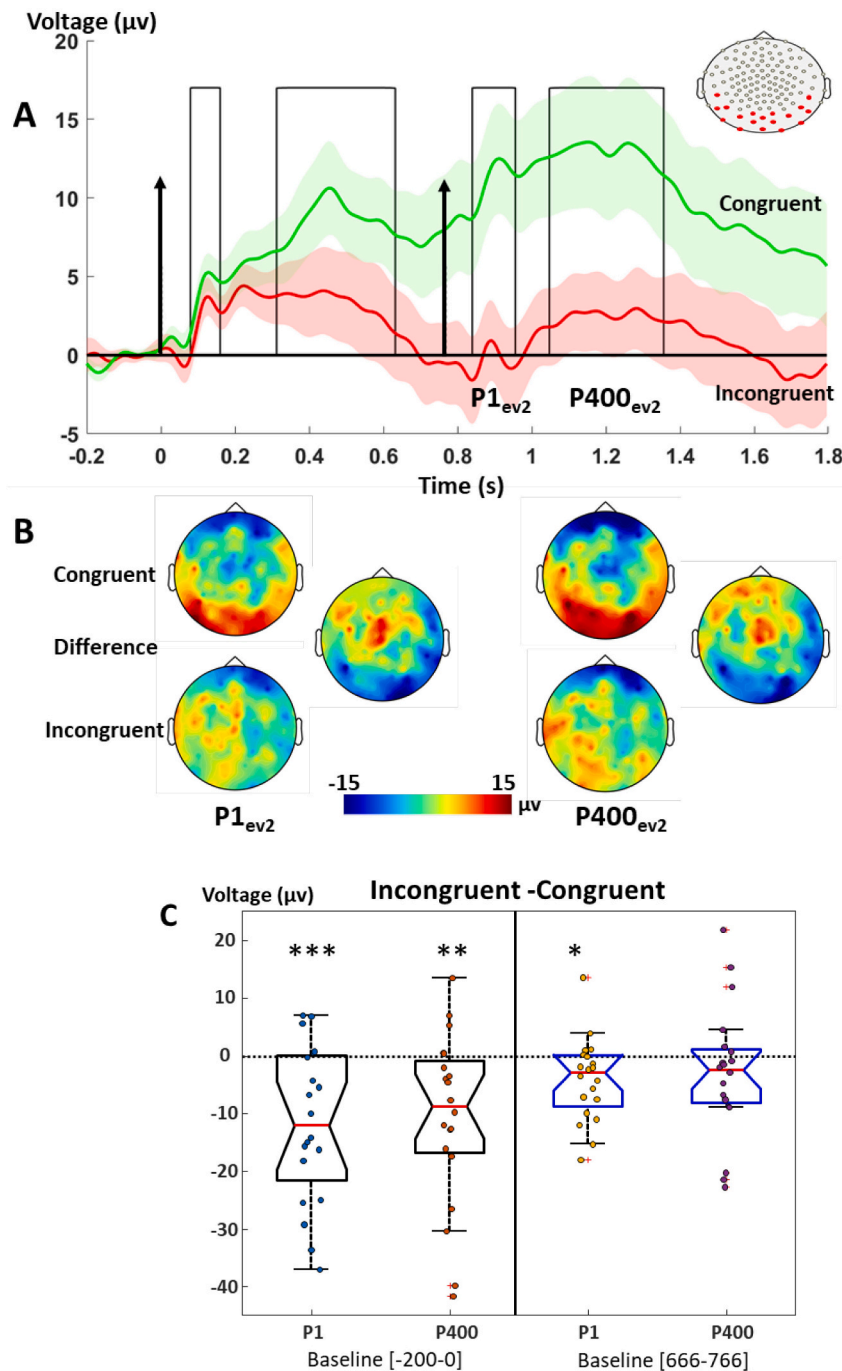 Voltage (μv)
20
A
15
10
Congruent
5
0
P1ev2
P400ev2
Incongruent
-5
-0.2 0 0.2 0.4 0.6 0.8 1 1.2 1.4 1.6 1.8
Time (s)
B
Congruent
Difference
Incongruent
-15 15
μv
P1ev2
P400ev2
C
Voltage (μv)
Incongruent -Congruent
20
*** ** *
10
0
-10
-20
-30
-40
P1 P400 P1 P400
Baseline [-200-0] Baseline [666-766]